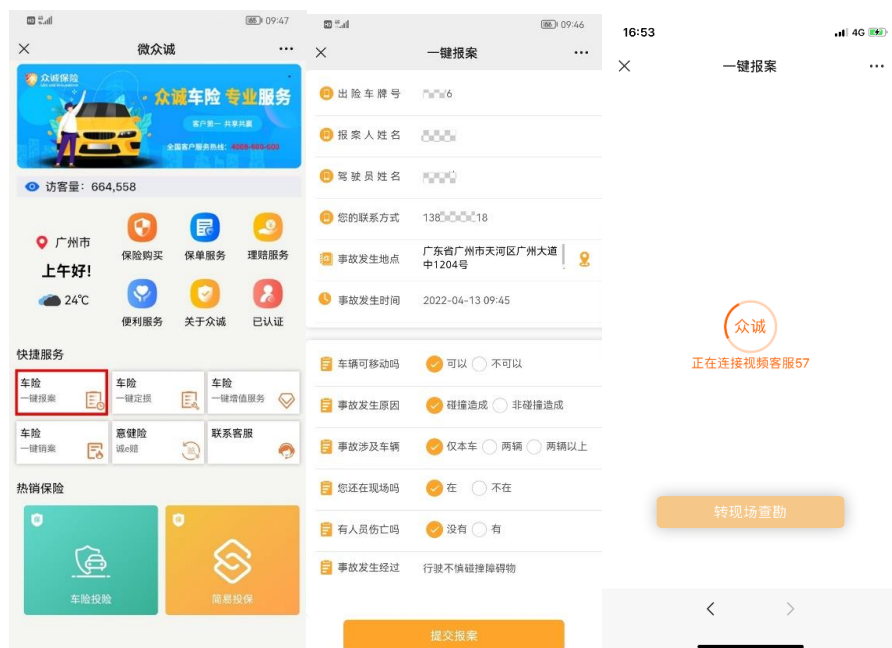 09:47
微众诚
众诚保险
众诚车险 专业服务
客户至一 共享共赢
全国客户服务热线: 4008-600-600
访客量: 664,558
广州市
上午好!
24℃
保险购买
保单服务
理赔服务
便利服务
关于众诚
已认证
快捷服务
车险
一键报案
车险
一键定损
车险
一键增值服务
车险
一键销案
意健险
诚e赔
联系客服
热销保险
车险投险
简易投保
09:46
一键报案
出险车牌号
6
报案人姓名
驾驶员姓名
您的联系方式
138 18
事故发生地点
广东省广州市天河区广州大道
中1204号
事故发生时间
2022-04-13 09:45
车辆可移动吗
可以 不可以
事故发生原因
碰撞造成 非碰撞造成
事故涉及车辆
仅本车 两辆 两辆以上
您还在现场吗
在 不在
有人员伤亡吗
没有 有
事故发生经过
行驶不慎碰撞障碍物
提交报案
16:53
4G
一键报案
众诚
正在连接视频客服57
转现场查勘